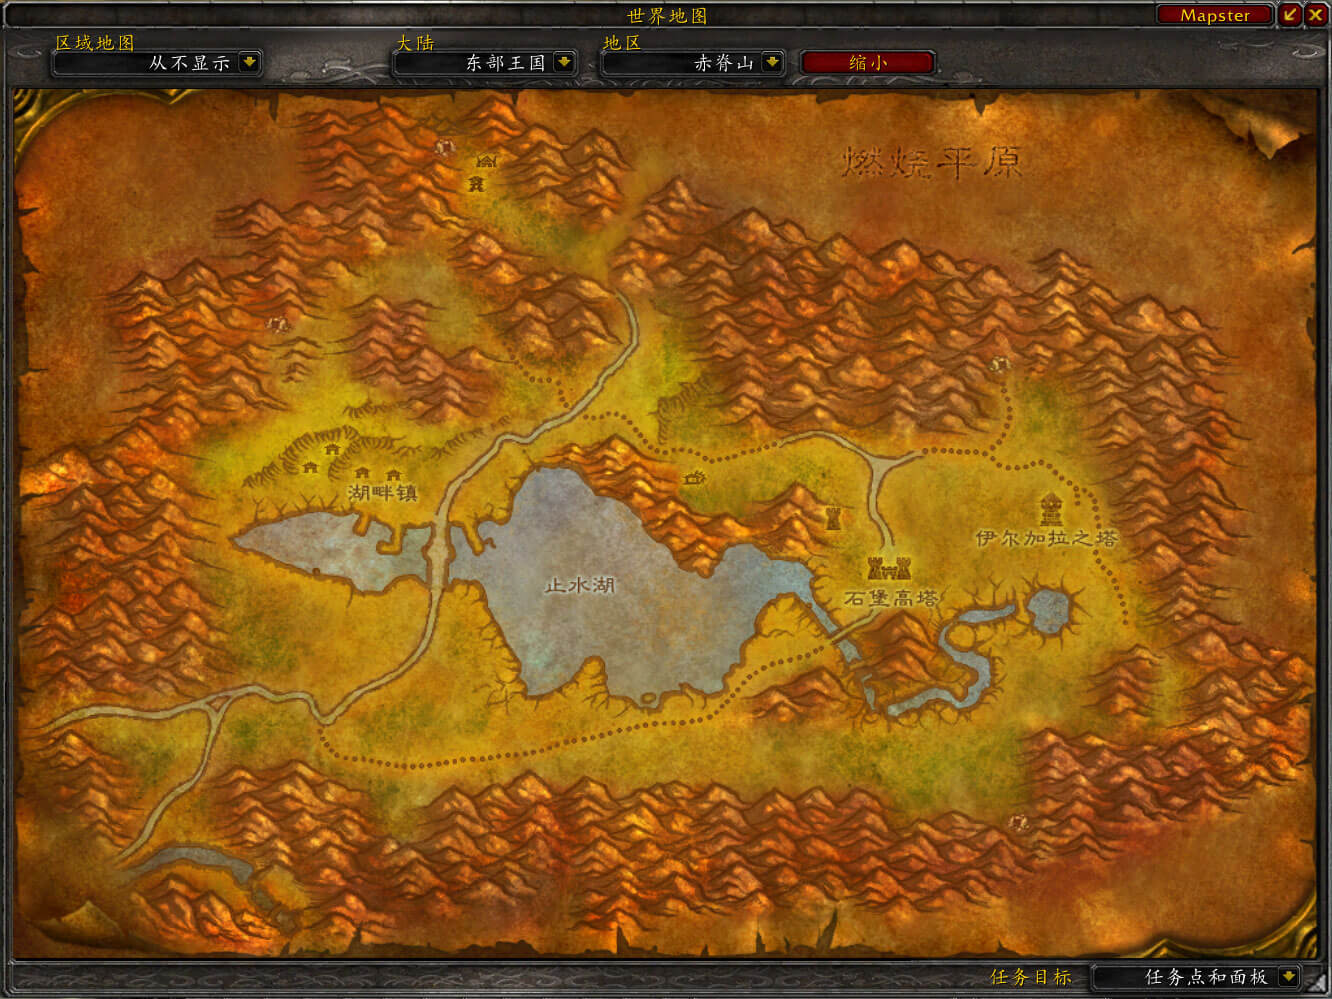 世界地图
Mapster
区域地图
大陆
地区
从不显示
东部王国
赤脊山
缩小
燃烧平原
湖畔镇
伊尔加拉之塔
止水湖
石堡高塔
任务目标
任务点和面板